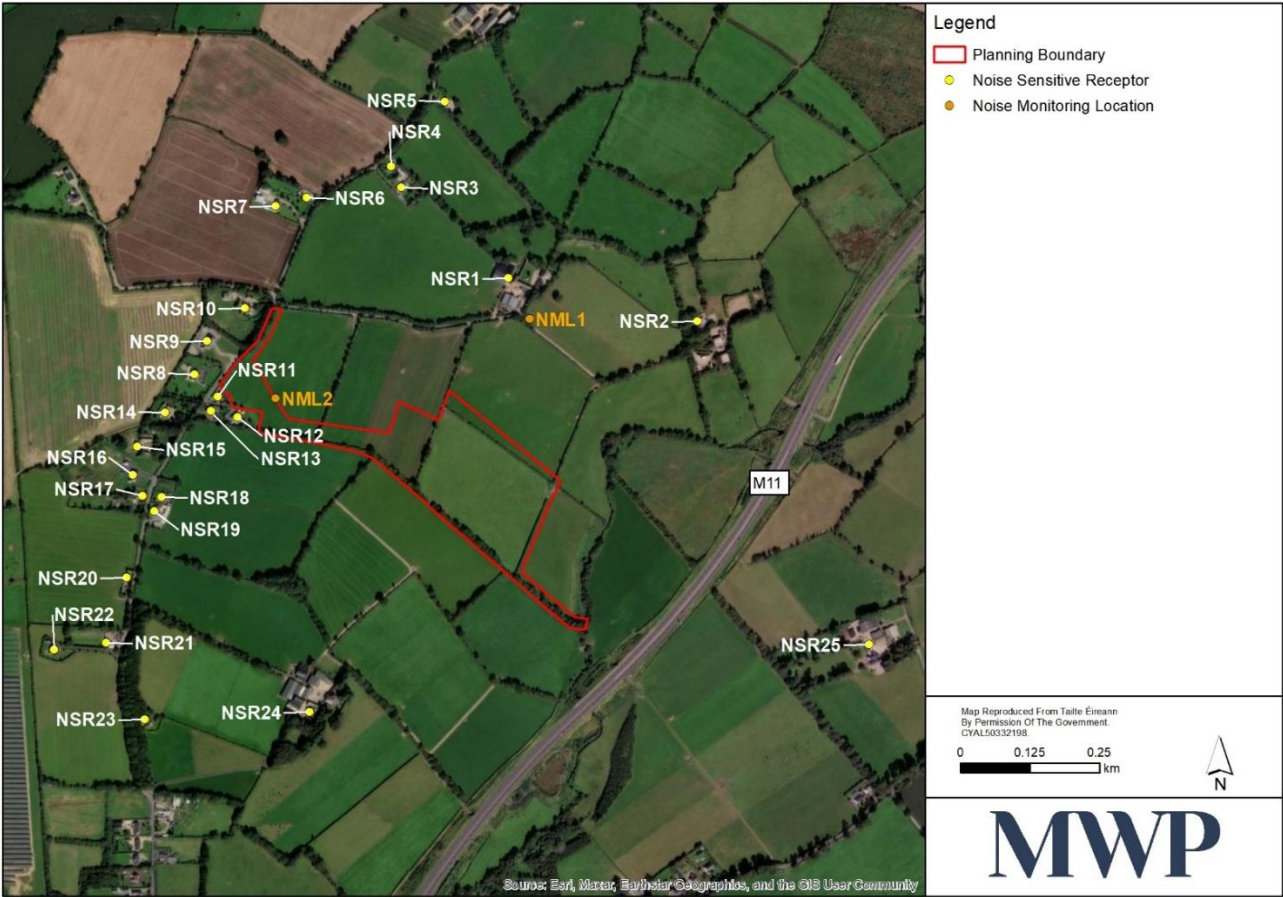 NSR5
NSR4
NSR3
NSR6
NSR7
NSR1
NSR10
NML1
NSR2
NSR9
NSR11
NSR8
NML2
NSR14
NSR12
NSR15
NSR13
NSR16
NSR17
NSR18
M11
NSR19
NSR20
NSR22
NSR21
NSR25
NSR24
NSR23
Source: Esri, Maxar, Earthstar Geographics, and the GIS User Community
Legend
Planning Boundary
Noise Sensitive Receptor
Noise Monitoring Location
Map Reproduced From Tailte Éireann
By Permission Of The Government.
CYAL50332198.
0 0.125 0.25
km
N
MWP